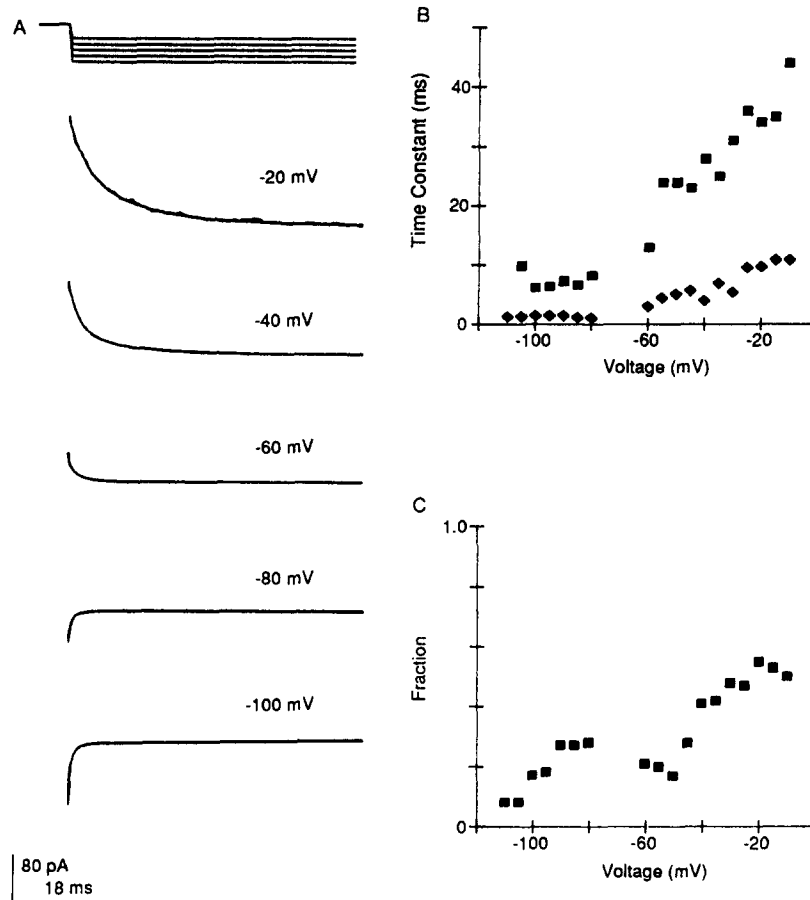 A
-20 mV
-40 mV
-60 mV
-80 mV
-100 mV
80 pA
18 ms
B
Time Constant (ms)
40
20
0
-100
-60
-20
Voltage (mV)
C
Fraction
1.0
0
-100
-60
-20
Voltage (mV)